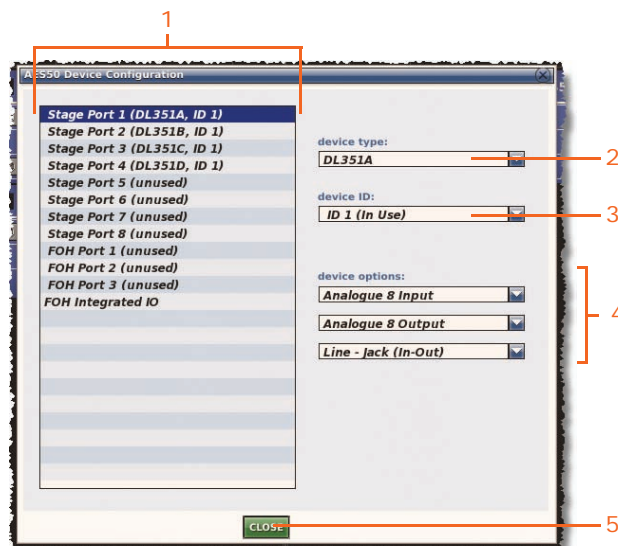 1
AES50 Device Configuration
Stage Port 1 (DL351A, ID 1)
Stage Port 2 (DL351B, ID 1)
Stage Port 3 (DL351C, ID 1)
Stage Port 4 (DL351D, ID 1)
Stage Port 5 (unused)
Stage Port 6 (unused)
Stage Port 7 (unused)
Stage Port 8 (unused)
FOH Port 1 (unused)
FOH Port 2 (unused)
FOH Port 3 (unused)
FOH Integrated IO
device type:
DL351A
2
device ID:
ID 1 (In Use)
3
device options:
Analogue 8 Input
Analogue 8 Output
Line - Jack (In-Out)
4
CLOSE
5